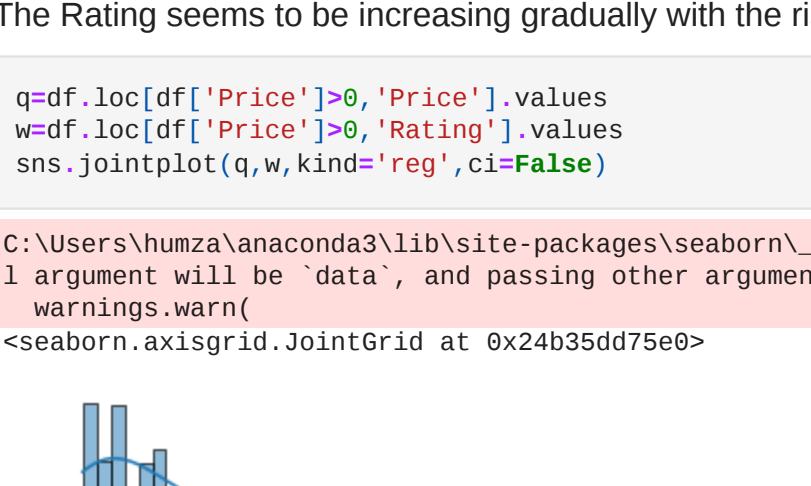 The Rating seems to be increasing gradually with the
q=df.loc[df['Price']>0,'Price'].values
w=df.loc[df['Price']>0,'Rating'].values
sns.jointplot(q,w,kind='reg',ci=False)
C:\Users\humza\anaconda3\lib\site-packages\seaborn\_
l argument will be `data`, and passing other argumen
warnings.warn(
<seaborn.axisgrid.JointGrid at 0x24b35dd75e0>